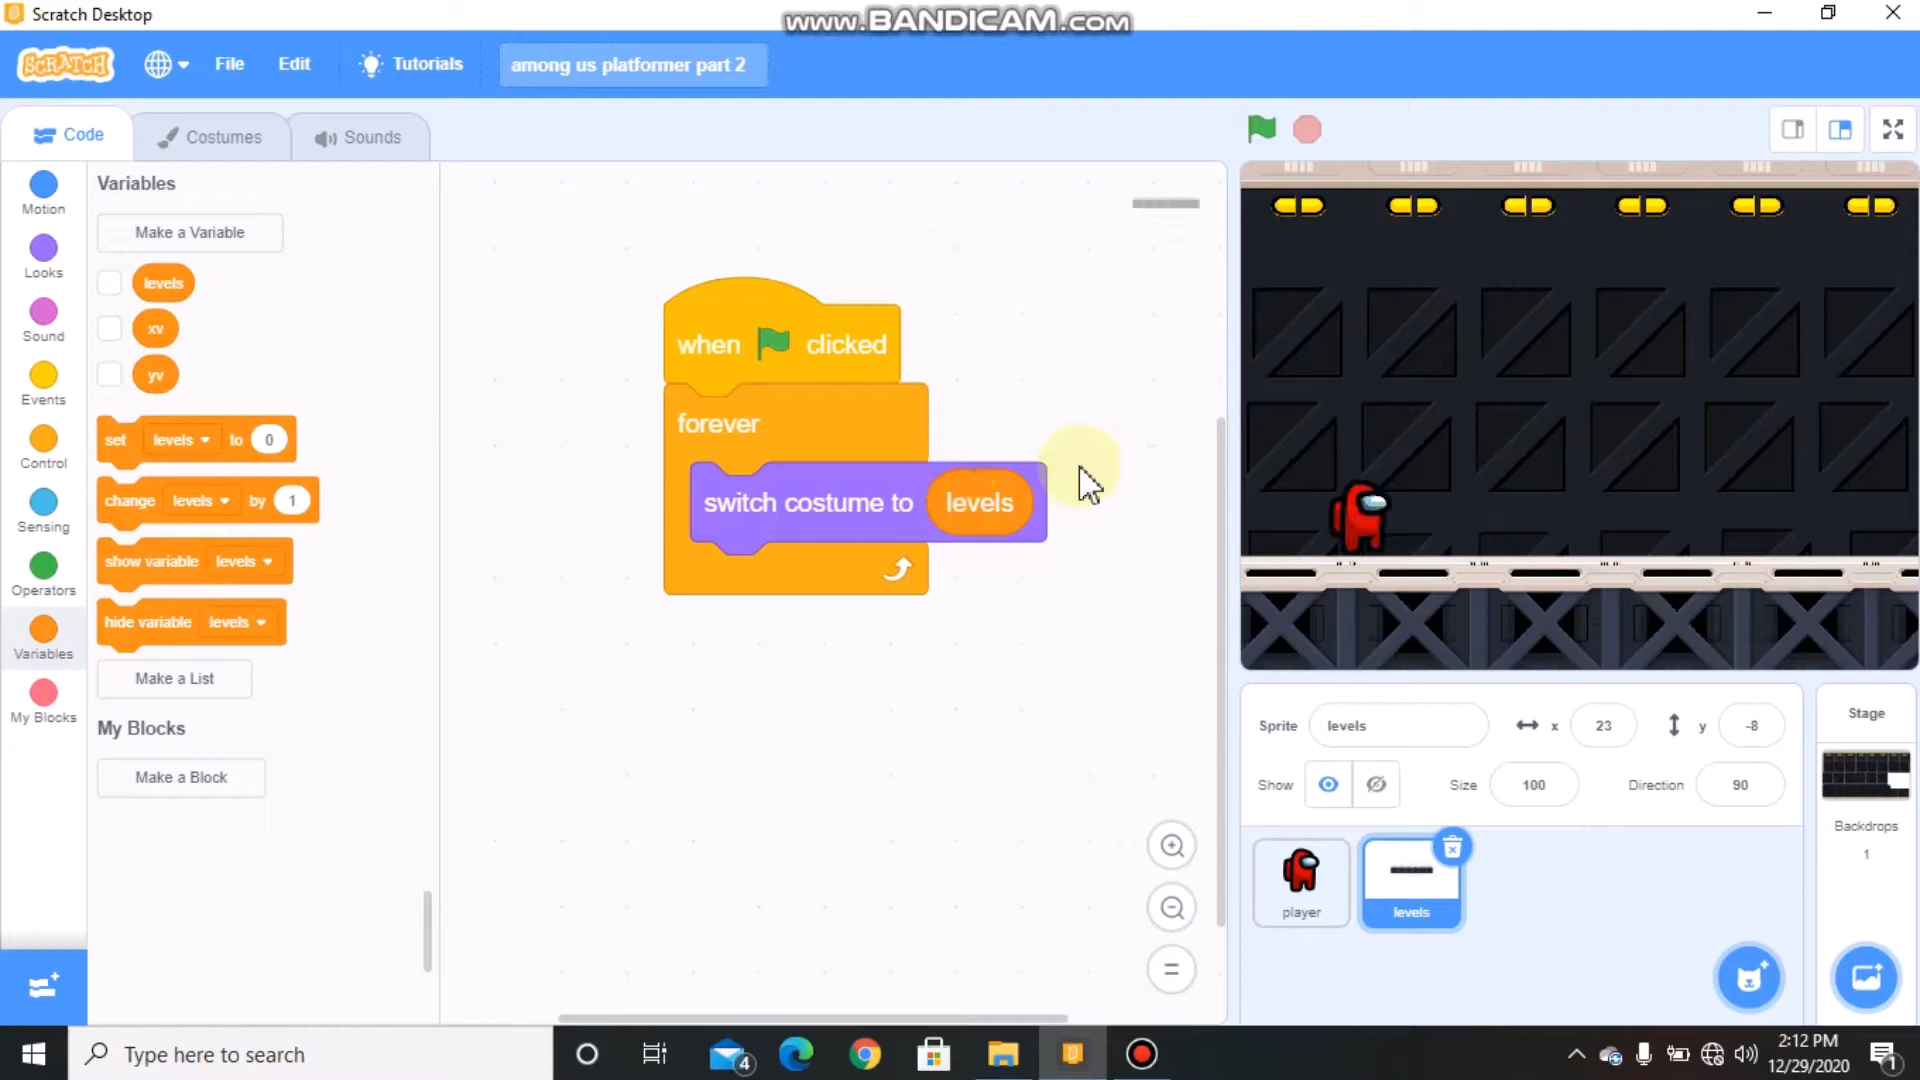 Scratch Desktop
www.BANDICAM.com
SCRATCH
File
Edit
Tutorials
among us platformer part 2
Code
Costumes
Sounds
Motion
Looks
Sound
Events
Control
Sensing
Operators
Variables
My Blocks
Variables
Make a Variable
levels
xv
yv
set levels to 0
change levels by 1
show variable levels
hide variable levels
Make a List
My Blocks
Make a Block
when clicked
forever
switch costume to levels
Sprite levels x 23 y -8
Show Size 100 Direction 90
player
levels
Stage
Backdrops
1
Type here to search
4
2:12 PM
12/29/2020
1